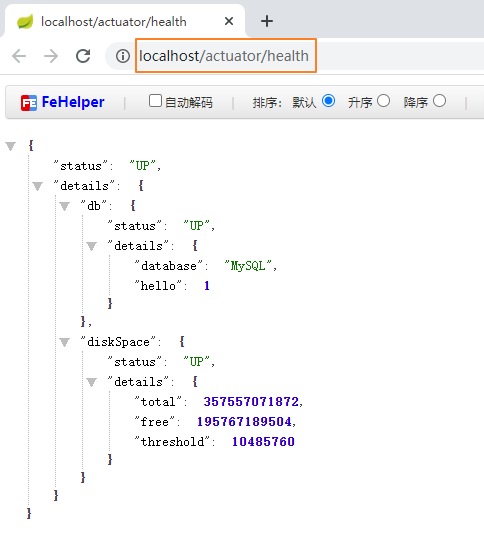 localhost/actuator/health
localhost/actuator/health
FE FeHelper | 自动解码 | 排序: 默认 升序 降序 |
{
"status": "UP",
"details": {
"db": {
"status": "UP",
"details": {
"database": "MySQL",
"hello": 1
}
},
"diskSpace": {
"status": "UP",
"details": {
"total": 357557071872,
"free": 195767189504,
"threshold": 10485760
}
}
}
}